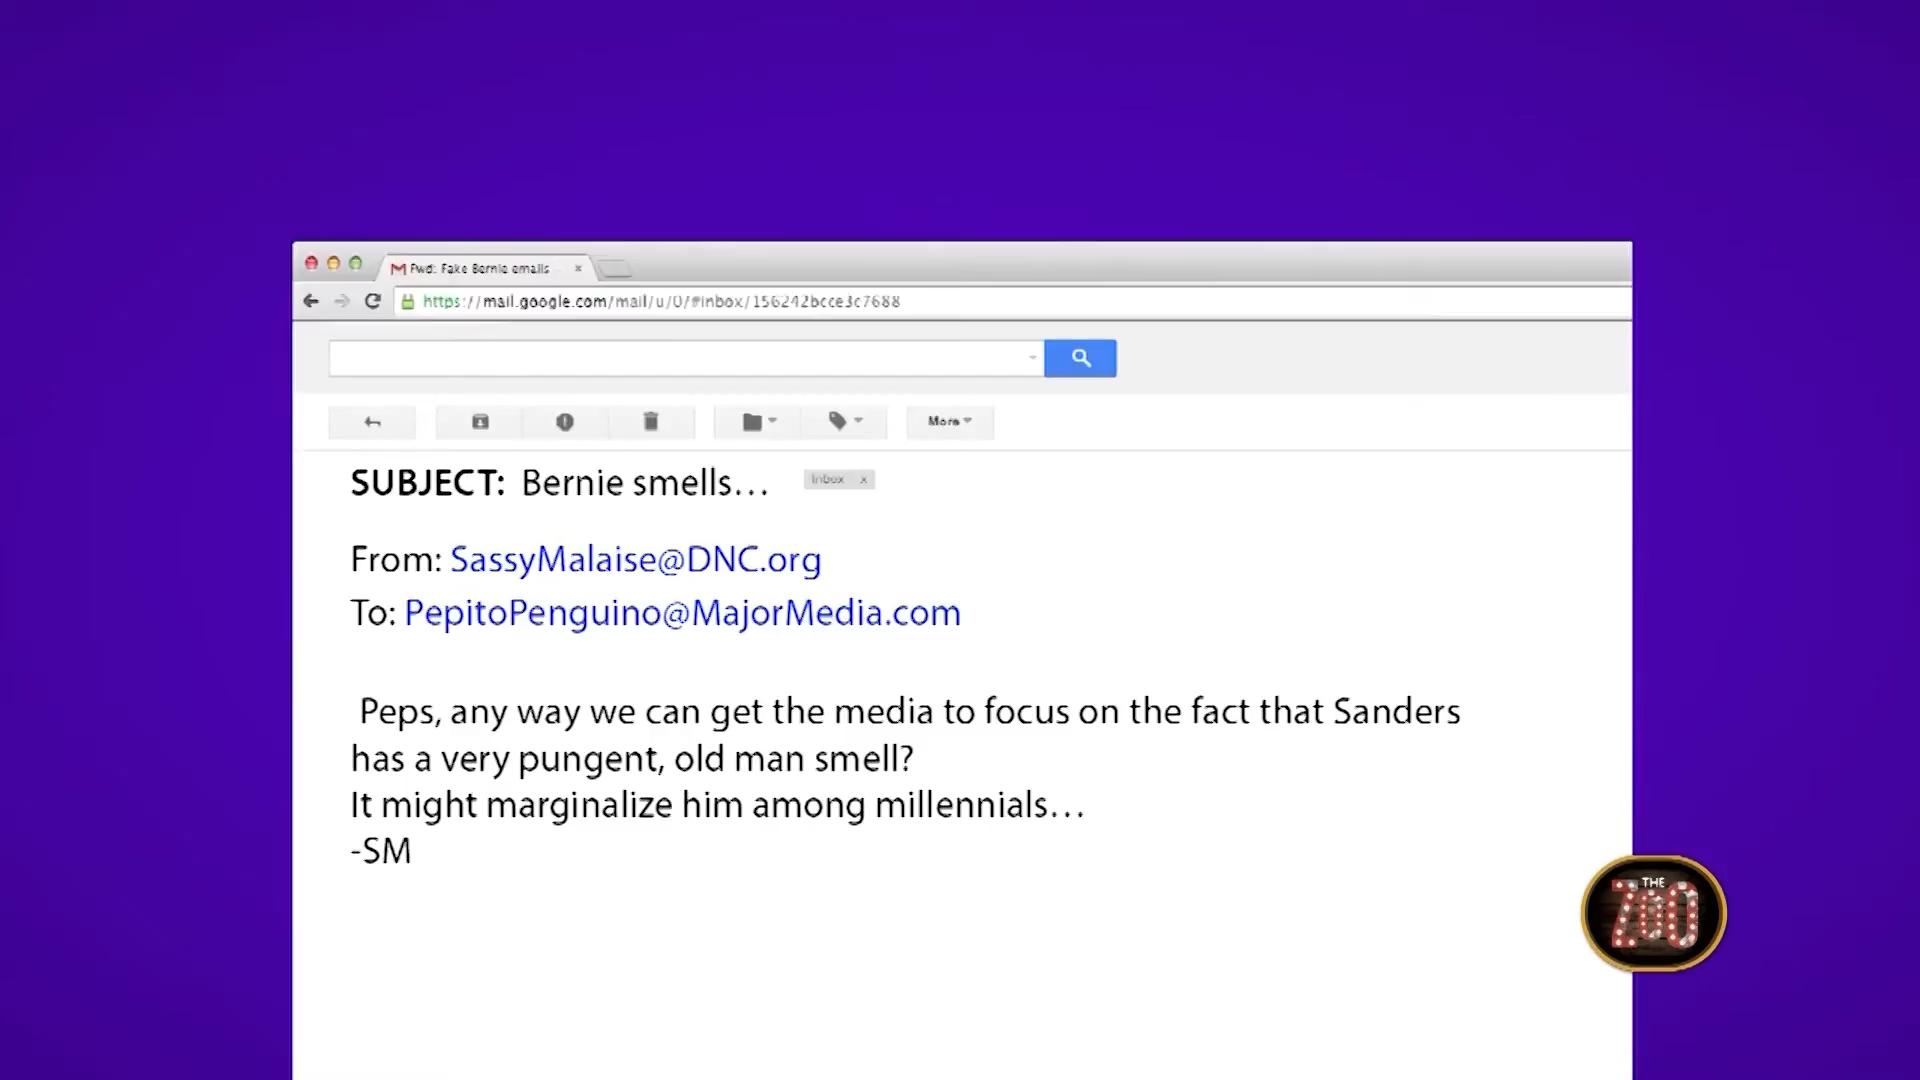 Fwd: Fake Bernie emails
https://mail.google.com/mail/u/0/#inbox/156242bcce3c7688
More
SUBJECT: Bernie smells…
Inbox x
From: SassyMalaise@DNC.org
To: PepitoPenguino@MajorMedia.com
Peps, any way we can get the media to focus on the fact that Sanders
has a very pungent, old man smell?
It might marginalize him among millennials…
-SM
THE
ZOO